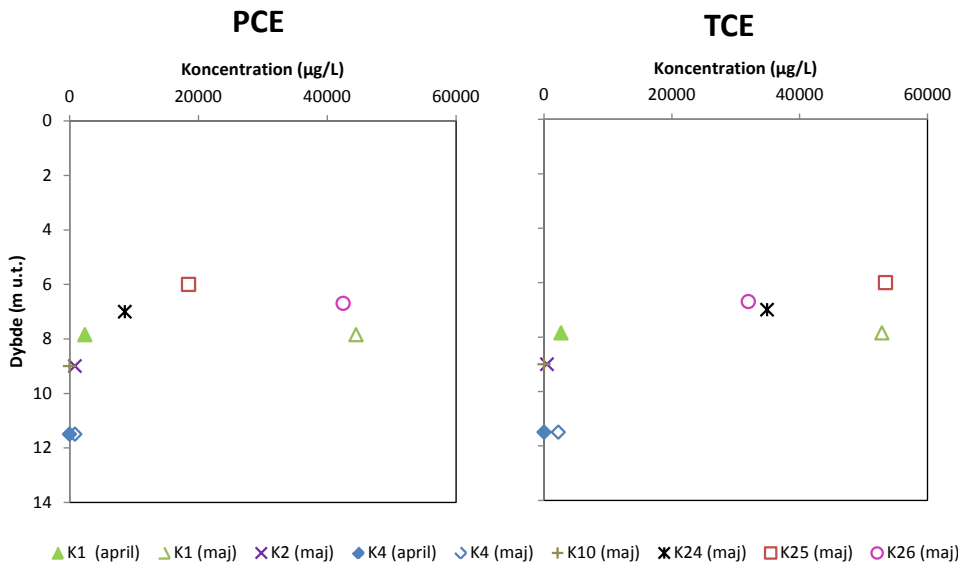 PCE
TCE
Koncentration (µg/L)
Koncentration (µg/L)
0 20000 40000 60000
0 20000 40000 60000
Dybde (m u.t.)
0
2
4
6
8
10
12
14
K1 (april) K1 (maj) K2 (maj) K4 (april) K4 (maj) K10 (maj) K24 (maj) K25 (maj) K26 (maj)